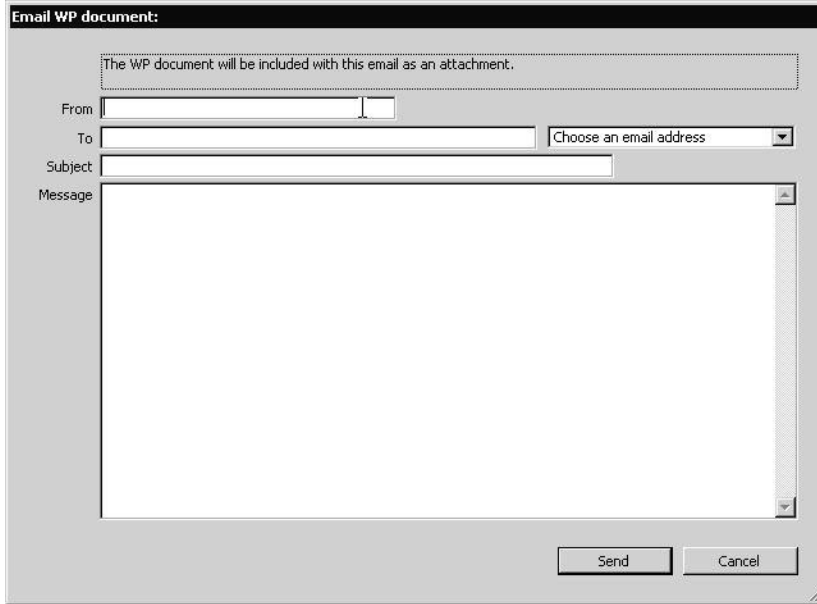 Email WP document:
The WP document will be included with this email as an attachment.
From
To
Choose an email address
Subject
Message
Send
Cancel